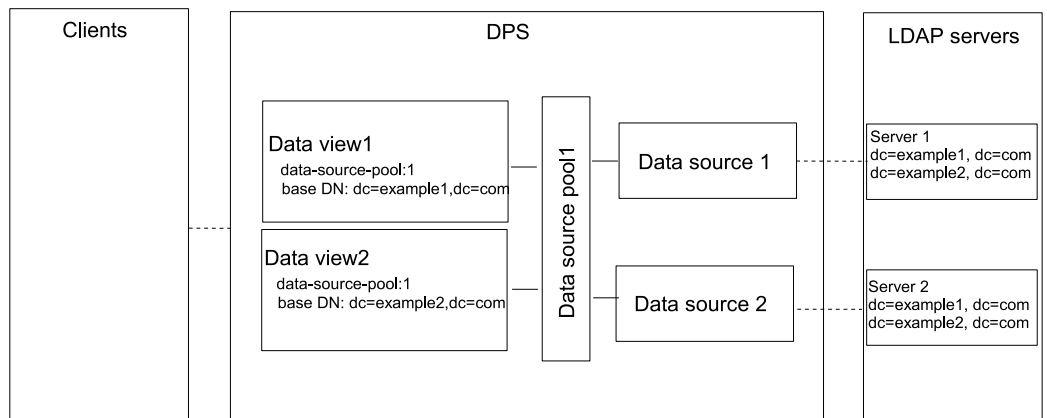 Clients
DPS
LDAP servers
Data view1
data-source-pool:1
base DN: dc=example1,dc=com
Data view2
data-source-pool:1
base DN: dc=example2,dc=com
Data source pool1
Data source 1
Data source 2
Server 1
dc=example1, dc=com
dc=example2, dc=com
Server 2
dc=example1, dc=com
dc=example2, dc=com